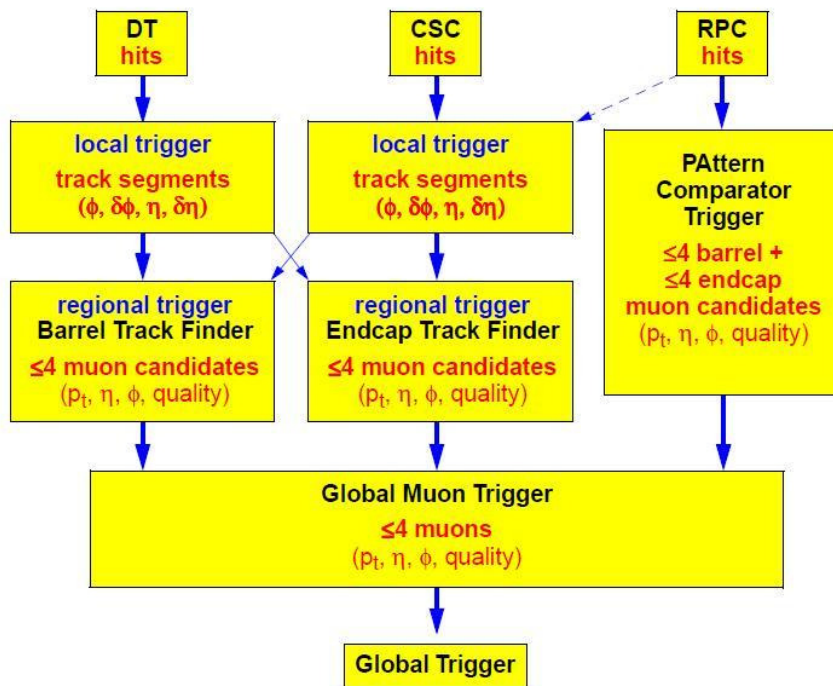 DT
hits
CSC
hits
RPC
hits
local trigger
track segments
(ϕ, δϕ, η, δη)
local trigger
track segments
(ϕ, δϕ, η, δη)
PAttern
Comparator
Trigger
≤4 barrel +
≤4 endcap
muon candidates
(pt, η, ϕ, quality)
regional trigger
Barrel Track Finder
≤4 muon candidates
(pt, η, ϕ, quality)
regional trigger
Endcap Track Finder
≤4 muon candidates
(pt, η, ϕ, quality)
Global Muon Trigger
≤4 muons
(pt, η, ϕ, quality)
Global Trigger